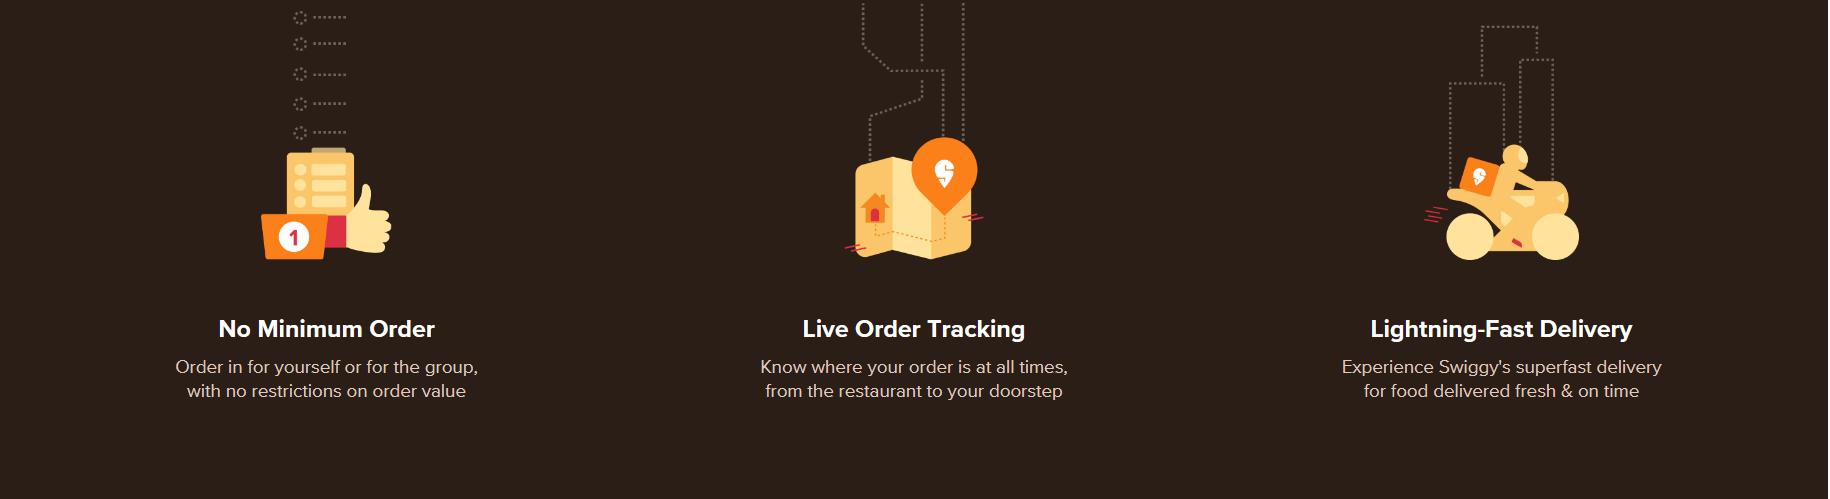 1
No Minimum Order
Order in for yourself or for the group,
with no restrictions on order value
Live Order Tracking
Know where your order is at all times,
from the restaurant to your doorstep
Lightning-Fast Delivery
Experience Swiggy's superfast delivery
for food delivered fresh & on time